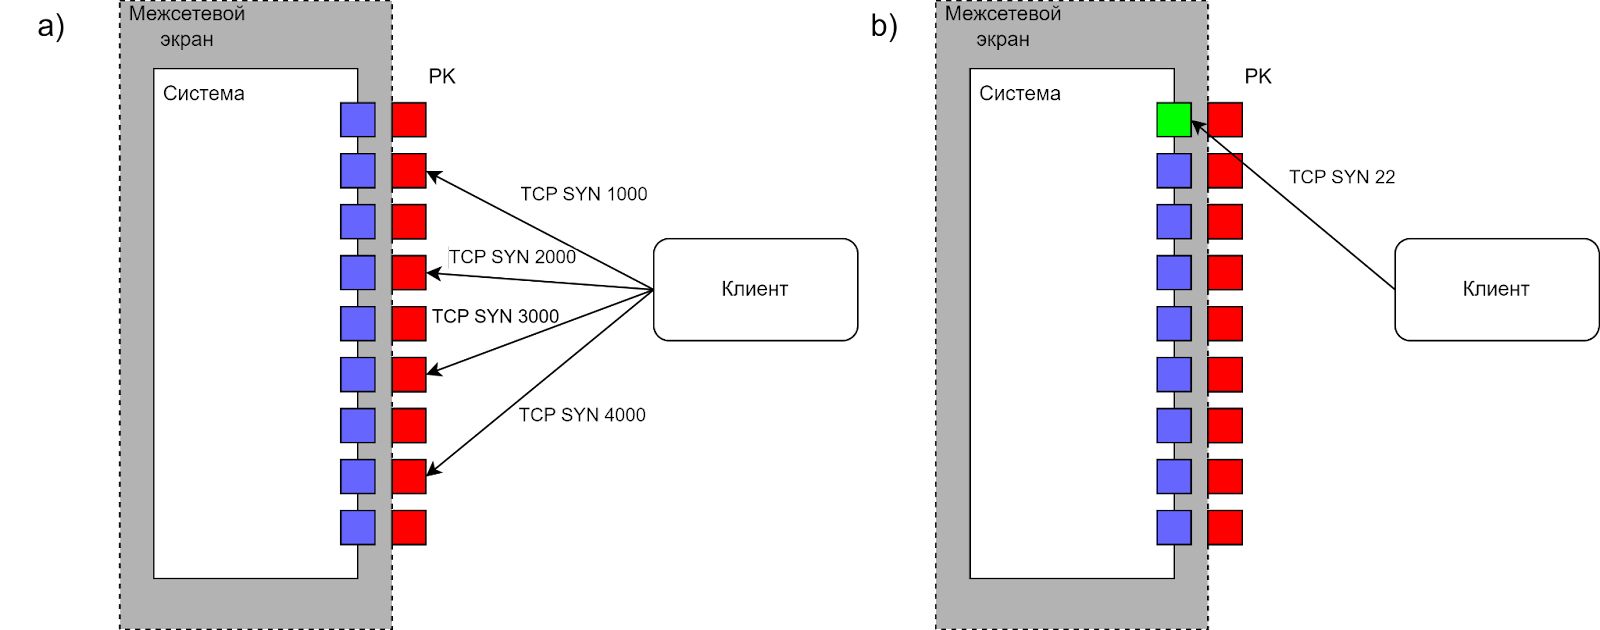 a)
Межсетевой
экран
Система
PK
TCP SYN 1000
TCP SYN 2000
TCP SYN 3000
TCP SYN 4000
Клиент
b)
Межсетевой
экран
Система
PK
TCP SYN 22
Клиент